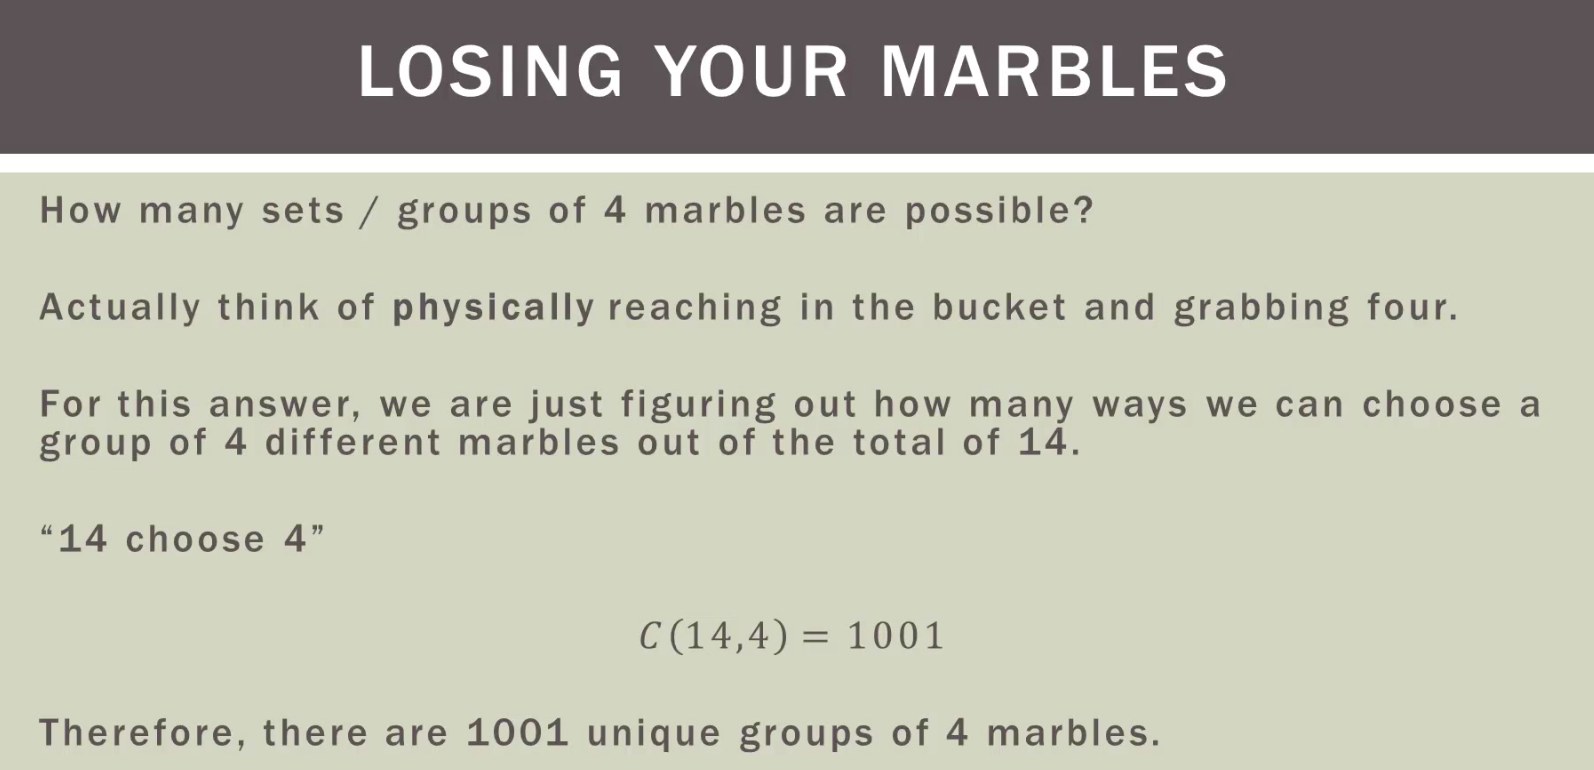 LOSING YOUR MARBLES
How many sets / groups of 4 marbles are possible?
Actually think of physically reaching in the bucket and grabbing four.
For this answer, we are just figuring out how many ways we can choose a
group of 4 different marbles out of the total of 14.
“14 choose 4”
C(14,4) = 1001
Therefore, there are 1001 unique groups of 4 marbles.